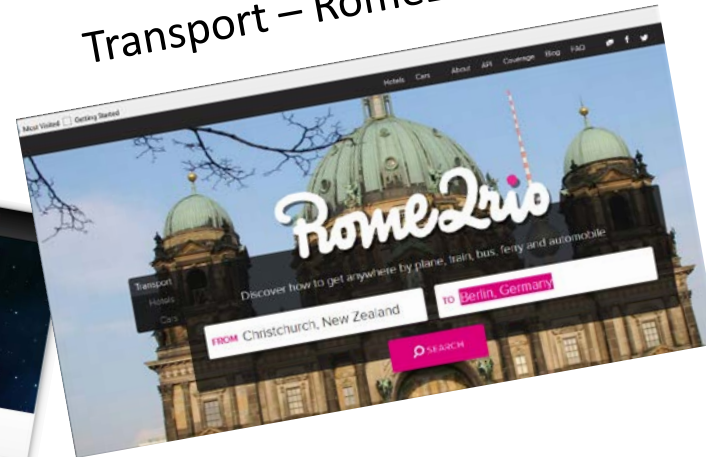 Transport – Rome
Most Visited Getting Started
Hotels Cars About API Coverage Blog FAQ
Rome2rio
Transport
Hotels
Cars
Discover how to get anywhere by plane, train, bus, ferry and automobile
FROM Christchurch, New Zealand
TO Berlin, Germany
SEARCH